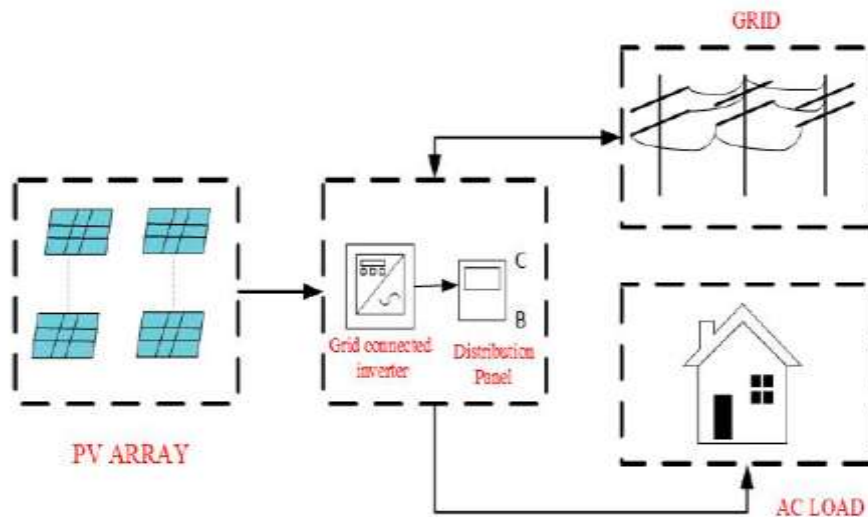 GRID
C
B
Grid connected
inverter
Distribution
Panel
PV ARRAY
AC LOAD